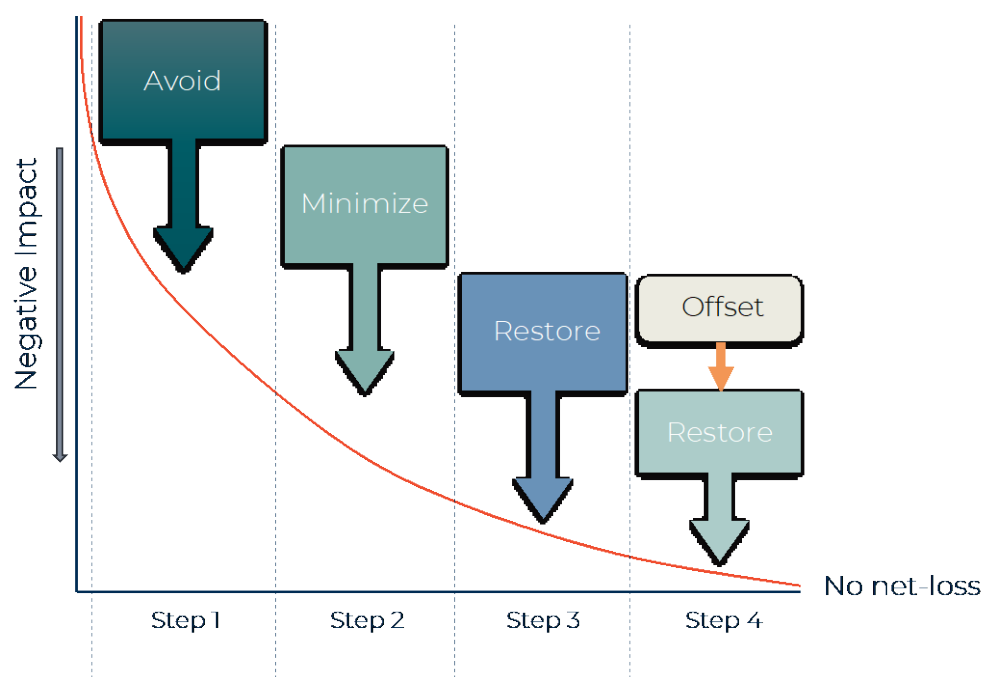 Avoid
Minimize
Restore
Offset
Restore
Negative Impact
No net-loss
Step 1
Step 2
Step 3
Step 4